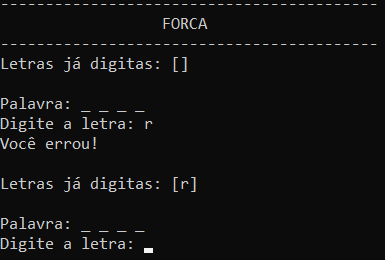 ------------------------------------------
FORCA
------------------------------------------
Letras já digitas: []
Palavra: _ _ _ _
Digite a letra: r
Você errou!
Letras já digitas: [r]
Palavra: _ _ _ _
Digite a letra: